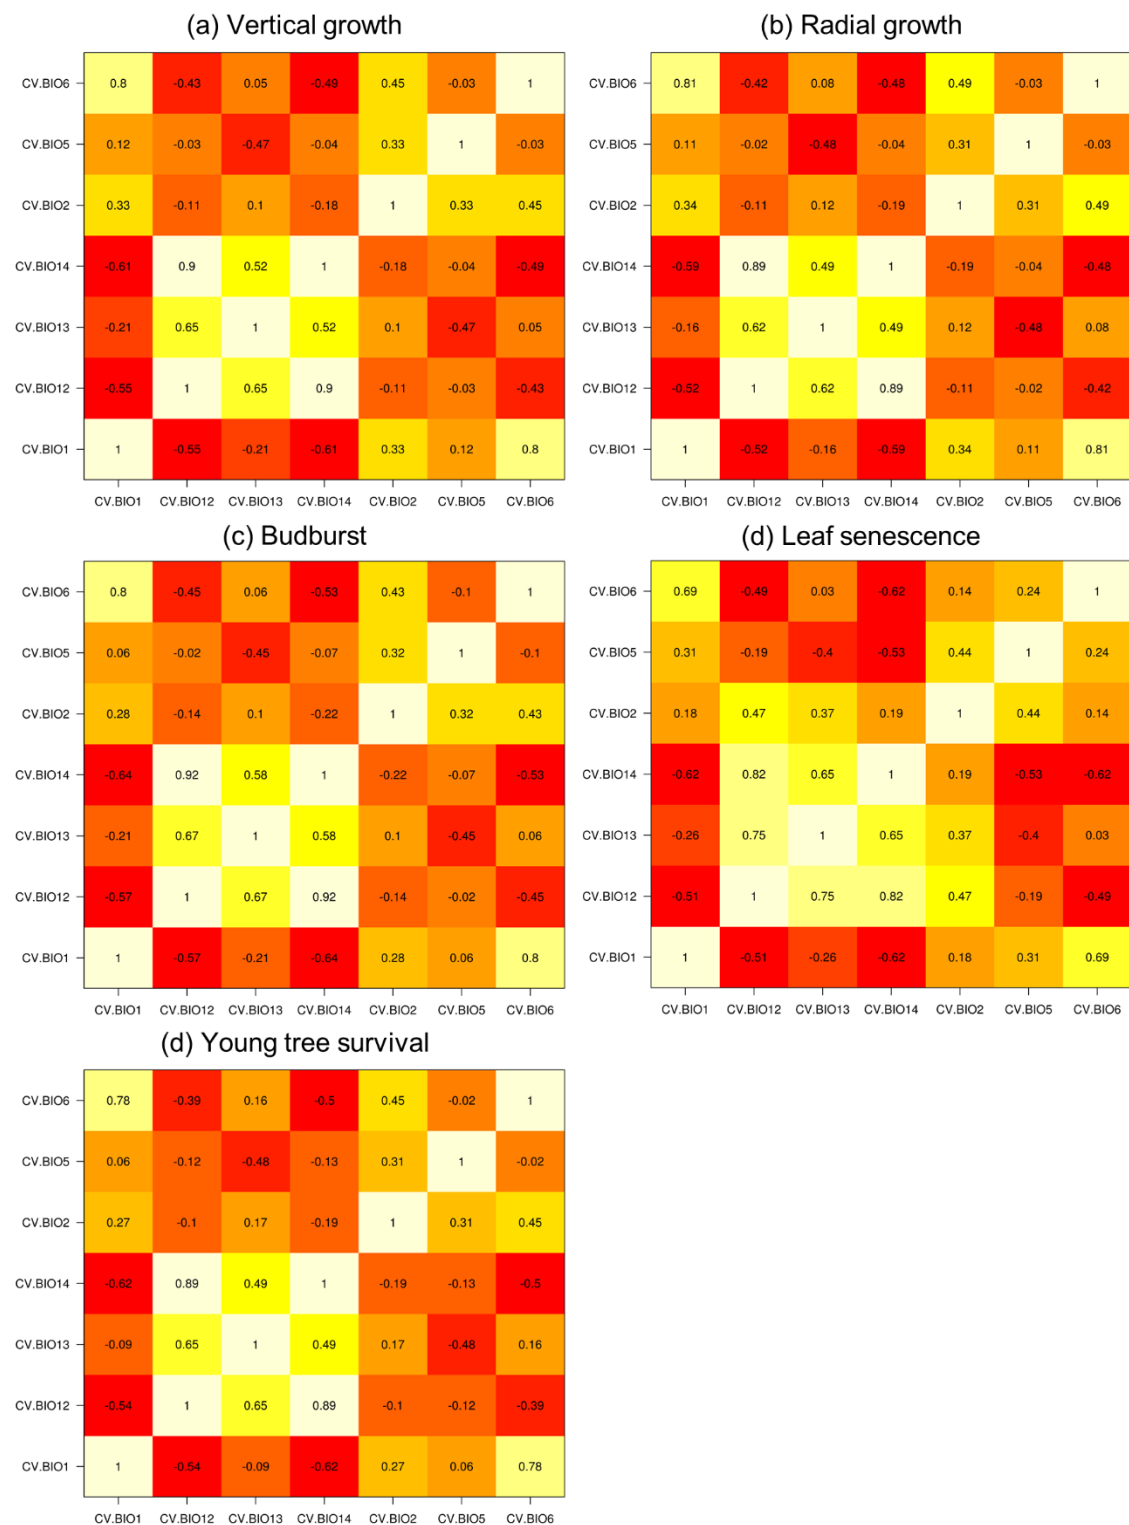 (a) Vertical growth
CV.BIO6 0.8 -0.43 0.05 -0.49 0.45 -0.03 1
CV.BIO5 0.12 -0.03 -0.47 -0.04 0.33 1 -0.03
CV.BIO2 0.33 -0.11 0.1 -0.18 1 0.33 0.45
CV.BIO14 -0.61 0.9 0.52 1 -0.18 -0.04 -0.49
CV.BIO13 -0.21 0.65 1 0.52 0.1 -0.47 0.05
CV.BIO12 -0.55 1 0.65 0.9 -0.11 -0.03 -0.43
CV.BIO1 1 -0.55 -0.21 -0.61 0.33 0.12 0.8
CV.BIO1 CV.BIO12 CV.BIO13 CV.BIO14 CV.BIO2 CV.BIO5 CV.BIO6
(b) Radial growth
CV.BIO6 0.81 -0.42 0.08 -0.48 0.49 -0.03 1
CV.BIO5 0.11 -0.02 -0.48 -0.04 0.31 1 -0.03
CV.BIO2 0.34 -0.11 0.12 -0.19 1 0.31 0.49
CV.BIO14 -0.59 0.89 0.49 1 -0.19 -0.04 -0.48
CV.BIO13 -0.16 0.62 1 0.49 0.12 -0.48 0.08
CV.BIO12 -0.52 1 0.62 0.89 -0.11 -0.02 -0.42
CV.BIO1 1 -0.52 -0.16 -0.59 0.34 0.11 0.81
CV.BIO1 CV.BIO12 CV.BIO13 CV.BIO14 CV.BIO2 CV.BIO5 CV.BIO6
(c) Budburst
CV.BIO6 0.8 -0.45 0.06 -0.53 0.43 -0.1 1
CV.BIO5 0.06 -0.02 -0.45 -0.07 0.32 1 -0.1
CV.BIO2 0.28 -0.14 0.1 -0.22 1 0.32 0.43
CV.BIO14 -0.64 0.92 0.58 1 -0.22 -0.07 -0.53
CV.BIO13 -0.21 0.67 1 0.58 0.1 -0.45 0.06
CV.BIO12 -0.57 1 0.67 0.92 -0.14 -0.02 -0.45
CV.BIO1 1 -0.57 -0.21 -0.64 0.28 0.06 0.8
CV.BIO1 CV.BIO12 CV.BIO13 CV.BIO14 CV.BIO2 CV.BIO5 CV.BIO6
(d) Leaf senescence
CV.BIO6 0.69 -0.49 0.03 -0.62 0.14 0.24 1
CV.BIO5 0.31 -0.19 -0.4 -0.53 0.44 1 0.24
CV.BIO2 0.18 0.47 0.37 0.19 1 0.44 0.14
CV.BIO14 -0.62 0.82 0.65 1 0.19 -0.53 -0.62
CV.BIO13 -0.26 0.75 1 0.65 0.37 -0.4 0.03
CV.BIO12 -0.51 1 0.75 0.82 0.47 -0.19 -0.49
CV.BIO1 1 -0.51 -0.26 -0.62 0.18 0.31 0.69
CV.BIO1 CV.BIO12 CV.BIO13 CV.BIO14 CV.BIO2 CV.BIO5 CV.BIO6
(d) Young tree survival
CV.BIO6 0.78 -0.39 0.16 -0.5 0.45 -0.02 1
CV.BIO5 0.06 -0.12 -0.48 -0.13 0.31 1 -0.02
CV.BIO2 0.27 -0.1 0.17 -0.19 1 0.31 0.45
CV.BIO14 -0.62 0.89 0.49 1 -0.19 -0.13 -0.5
CV.BIO13 -0.09 0.65 1 0.49 0.17 -0.48 0.16
CV.BIO12 -0.54 1 0.65 0.89 -0.1 -0.12 -0.39
CV.BIO1 1 -0.54 -0.09 -0.62 0.27 0.06 0.78
CV.BIO1 CV.BIO12 CV.BIO13 CV.BIO14 CV.BIO2 CV.BIO5 CV.BIO6